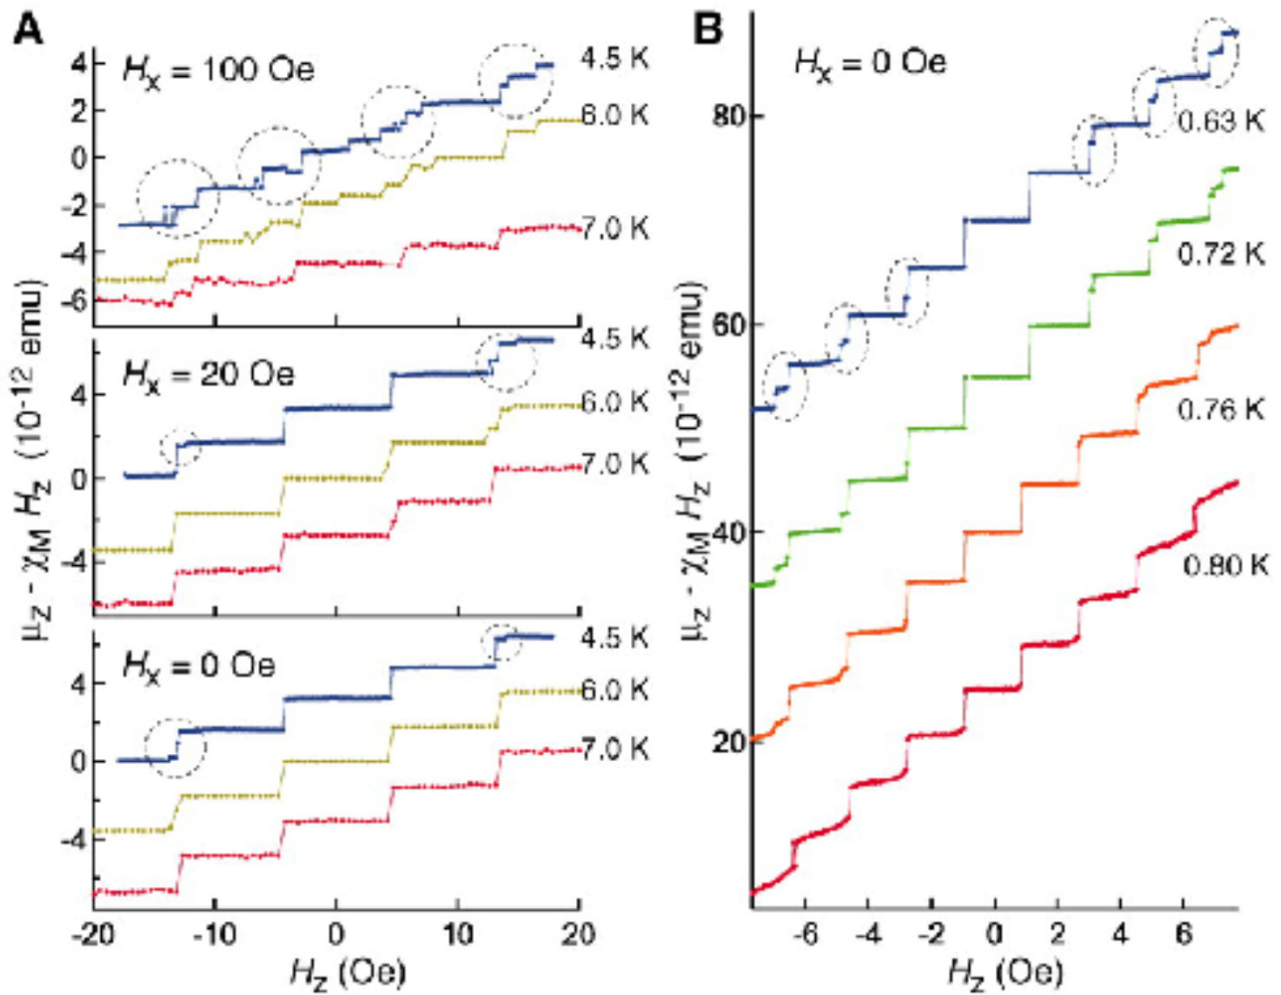 A
B
μz - χM Hz (10-12 emu)
Hx = 100 Oe
4.5 K
6.0 K
7.0 K
4
2
0
-2
-4
-6
Hx = 20 Oe
4.5 K
6.0 K
7.0 K
4
0
-4
Hx = 0 Oe
4.5 K
6.0 K
7.0 K
4
0
-4
-20 -10 0 10 20
Hz (Oe)
μz - χM Hz (10-12 emu)
Hx = 0 Oe
80
60
40
20
0.63 K
0.72 K
0.76 K
0.80 K
-6 -4 -2 0 2 4 6
Hz (Oe)